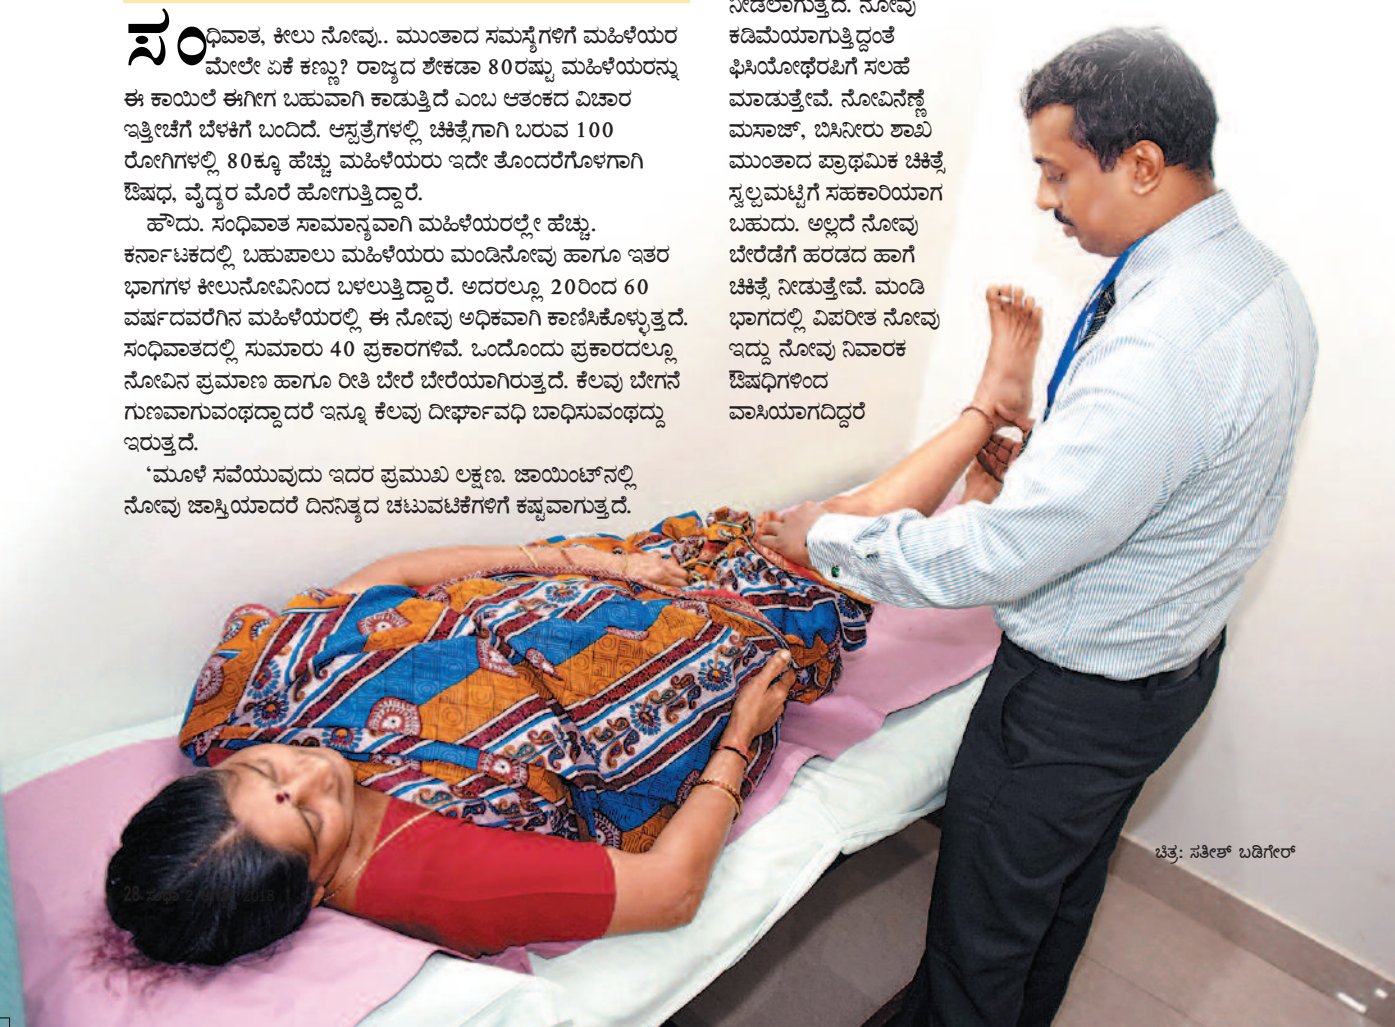 ಸಂಧಿವಾತ, ಕೀಲು ನೋವು.. ಮುಂತಾದ ಸಮಸ್ಯೆಗಳಿಗೆ ಮಹಿಳೆಯರ
ಮೇಲೇ ಏಕೆ ಕಣ್ಣು? ರಾಜ್ಯದ ಶೇಕಡಾ 80ರಷ್ಟು ಮಹಿಳೆಯರನ್ನು
ಈ ಕಾಯಿಲೆ ಈಗೀಗ ಬಹುವಾಗಿ ಕಾಡುತ್ತಿದೆ ಎಂಬ ಆತಂಕದ ವಿಚಾರ
ಇತ್ತೀಚೆಗೆ ಬೆಳಕಿಗೆ ಬಂದಿದೆ. ಆಸ್ಪತ್ರೆಗಳಲ್ಲಿ ಚಿಕಿತ್ಸೆಗಾಗಿ ಬರುವ 100
ರೋಗಿಗಳಲ್ಲಿ 80ಕ್ಕೂ ಹೆಚ್ಚು ಮಹಿಳೆಯರು ಇದೇ ತೊಂದರೆಗೊಳಗಾಗಿ
ಔಷಧ, ವೈದ್ಯರ ಮೊರೆ ಹೋಗುತ್ತಿದ್ದಾರೆ.
ಹೌದು. ಸಂಧಿವಾತ ಸಾಮಾನ್ಯವಾಗಿ ಮಹಿಳೆಯರಲ್ಲೇ ಹೆಚ್ಚು.
ಕರ್ನಾಟಕದಲ್ಲಿ ಬಹುಪಾಲು ಮಹಿಳೆಯರು ಮಂಡಿನೋವು ಹಾಗೂ ಇತರ
ಭಾಗಗಳ ಕೀಲುನೋವಿನಿಂದ ಬಳಲುತ್ತಿದ್ದಾರೆ. ಅದರಲ್ಲೂ 20ರಿಂದ 60
ವರ್ಷದವರೆಗಿನ ಮಹಿಳೆಯರಲ್ಲಿ ಈ ನೋವು ಅಧಿಕವಾಗಿ ಕಾಣಿಸಿಕೊಳ್ಳುತ್ತದೆ.
ಸಂಧಿವಾತದಲ್ಲಿ ಸುಮಾರು 40 ಪ್ರಕಾರಗಳಿವೆ. ಒಂದೊಂದು ಪ್ರಕಾರದಲ್ಲೂ
ನೋವಿನ ಪ್ರಮಾಣ ಹಾಗೂ ರೀತಿ ಬೇರೆ ಬೇರೆಯಾಗಿರುತ್ತದೆ. ಕೆಲವು ಬೇಗನೆ
ಗುಣವಾಗುವಂಥದ್ದಾದರೆ ಇನ್ನೂ ಕೆಲವು ದೀರ್ಘಾವಧಿ ಬಾಧಿಸುವಂಥದ್ದು
ಇರುತ್ತದೆ.
‘ಮೂಳೆ ಸವೆಯುವುದು ಇದರ ಪ್ರಮುಖ ಲಕ್ಷಣ. ಜಾಯಿಂಟ್‌ನಲ್ಲಿ
ನೋವು ಜಾಸ್ತಿಯಾದರೆ ದಿನನಿತ್ಯದ ಚಟುವಟಿಕೆಗಳಿಗೆ ಕಷ್ಟವಾಗುತ್ತದೆ.
ನೀಡಲಾಗುತ್ತದೆ. ನೋವು
ಕಡಿಮೆಯಾಗುತ್ತಿದ್ದಂತೆ
ಫಿಸಿಯೋಥೆರಪಿಗೆ ಸಲಹೆ
ಮಾಡುತ್ತೇವೆ. ನೋವಿನೆಣ್ಣೆ
ಮಸಾಜ್, ಬಿಸಿನೀರು ಶಾಖ
ಮುಂತಾದ ಪ್ರಾಥಮಿಕ ಚಿಕಿತ್ಸೆ
ಸ್ವಲ್ಪಮಟ್ಟಿಗೆ ಸಹಕಾರಿಯಾಗ
ಬಹುದು. ಅಲ್ಲದೆ ನೋವು
ಬೇರೆಡೆಗೆ ಹರಡದ ಹಾಗೆ
ಚಿಕಿತ್ಸೆ ನೀಡುತ್ತೇವೆ. ಮಂಡಿ
ಭಾಗದಲ್ಲಿ ವಿಪರೀತ ನೋವು
ಇದ್ದು ನೋವು ನಿವಾರಕ
ಔಷಧಿಗಳಿಂದ
ವಾಸಿಯಾಗದಿದ್ದರೆ
ಚಿತ್ರ: ಸತೀಶ್ ಬಡಿಗೇರ್
28 ಸುಧಾ 2018